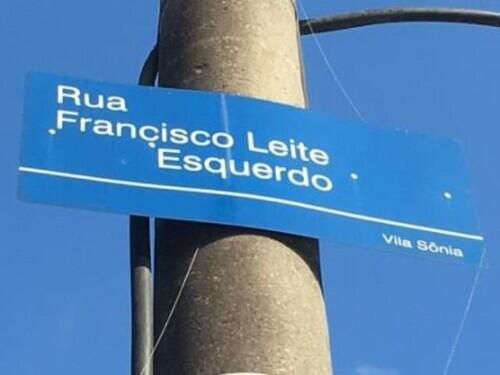 Rua
Francisco Leite
Esquerdo
Vila Sônia